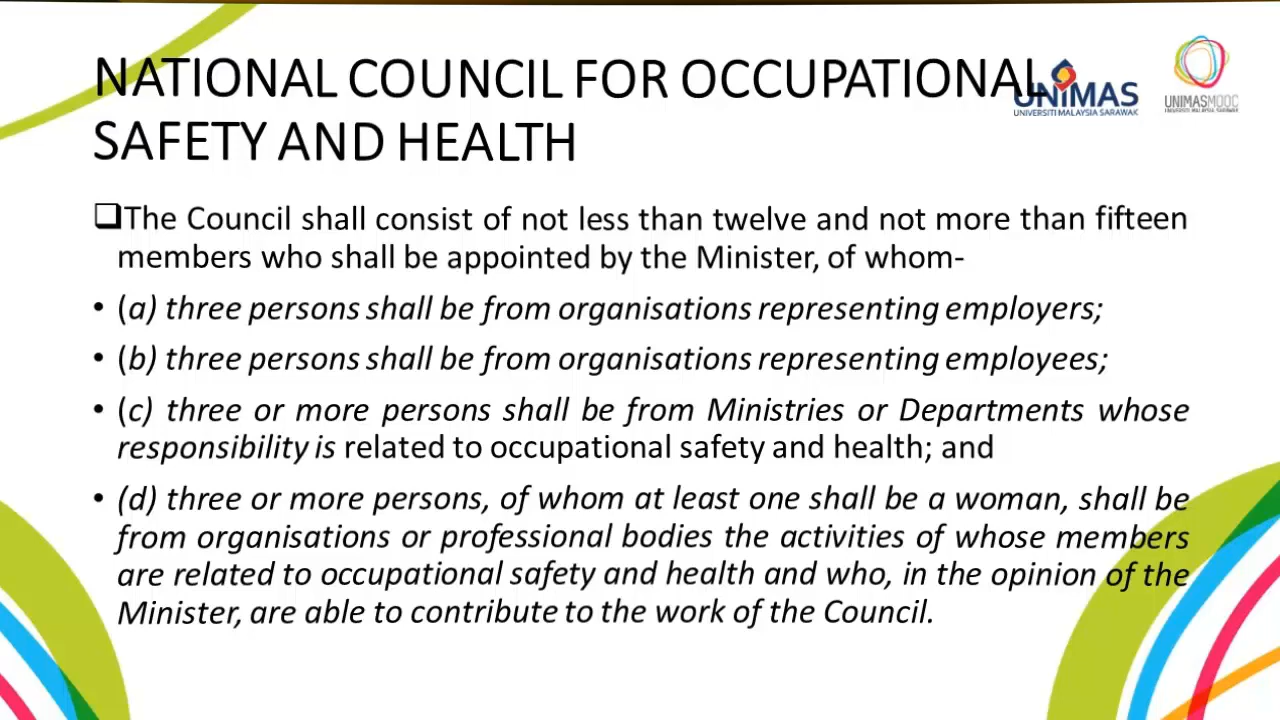 NATIONAL COUNCIL FOR OCCUPATIONAL
SAFETY AND HEALTH
UNIMAS
UNIVERSITI MALAYSIA SARAWAK
UNIMASMOOC
UNIVERSITI MALAYSIA SARAWAK
❑The Council shall consist of not less than twelve and not more than fifteen
members who shall be appointed by the Minister, of whom-
• (a) three persons shall be from organisations representing employers;
• (b) three persons shall be from organisations representing employees;
• (c) three or more persons shall be from Ministries or Departments whose
responsibility is related to occupational safety and health; and
• (d) three or more persons, of whom at least one shall be a woman, shall be
from organisations or professional bodies the activities of whose members
are related to occupational safety and health and who, in the opinion of the
Minister, are able to contribute to the work of the Council.